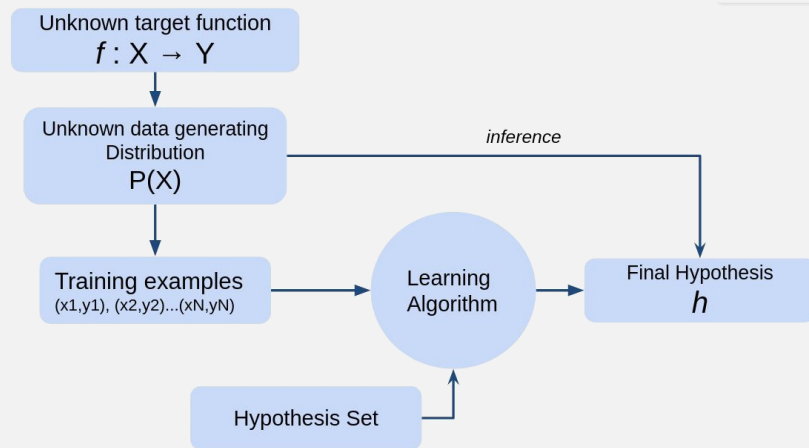 Unknown target function
f : X → Y
Unknown data generating
Distribution
P(X)
inference
Training examples
(x1,y1), (x2,y2)...(xN,yN)
Learning
Algorithm
Final Hypothesis
h
Hypothesis Set